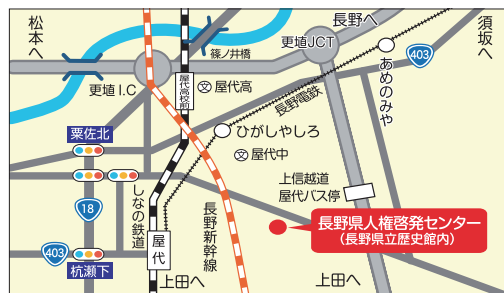 松本へ
長野へ
須坂へ
篠ノ井橋
更埴JCT
403
あめのみや
更埴I.C
屋代高校前
文 屋代高
長野電鉄
粟佐北
ひがしやしろ
文 屋代中
しなの鉄道
上信越道
屋代バス停
18
長野新幹線
長野県人権啓発センター
(長野県立歴史館内)
403
屋代
杭瀬下
上田へ
上田へ